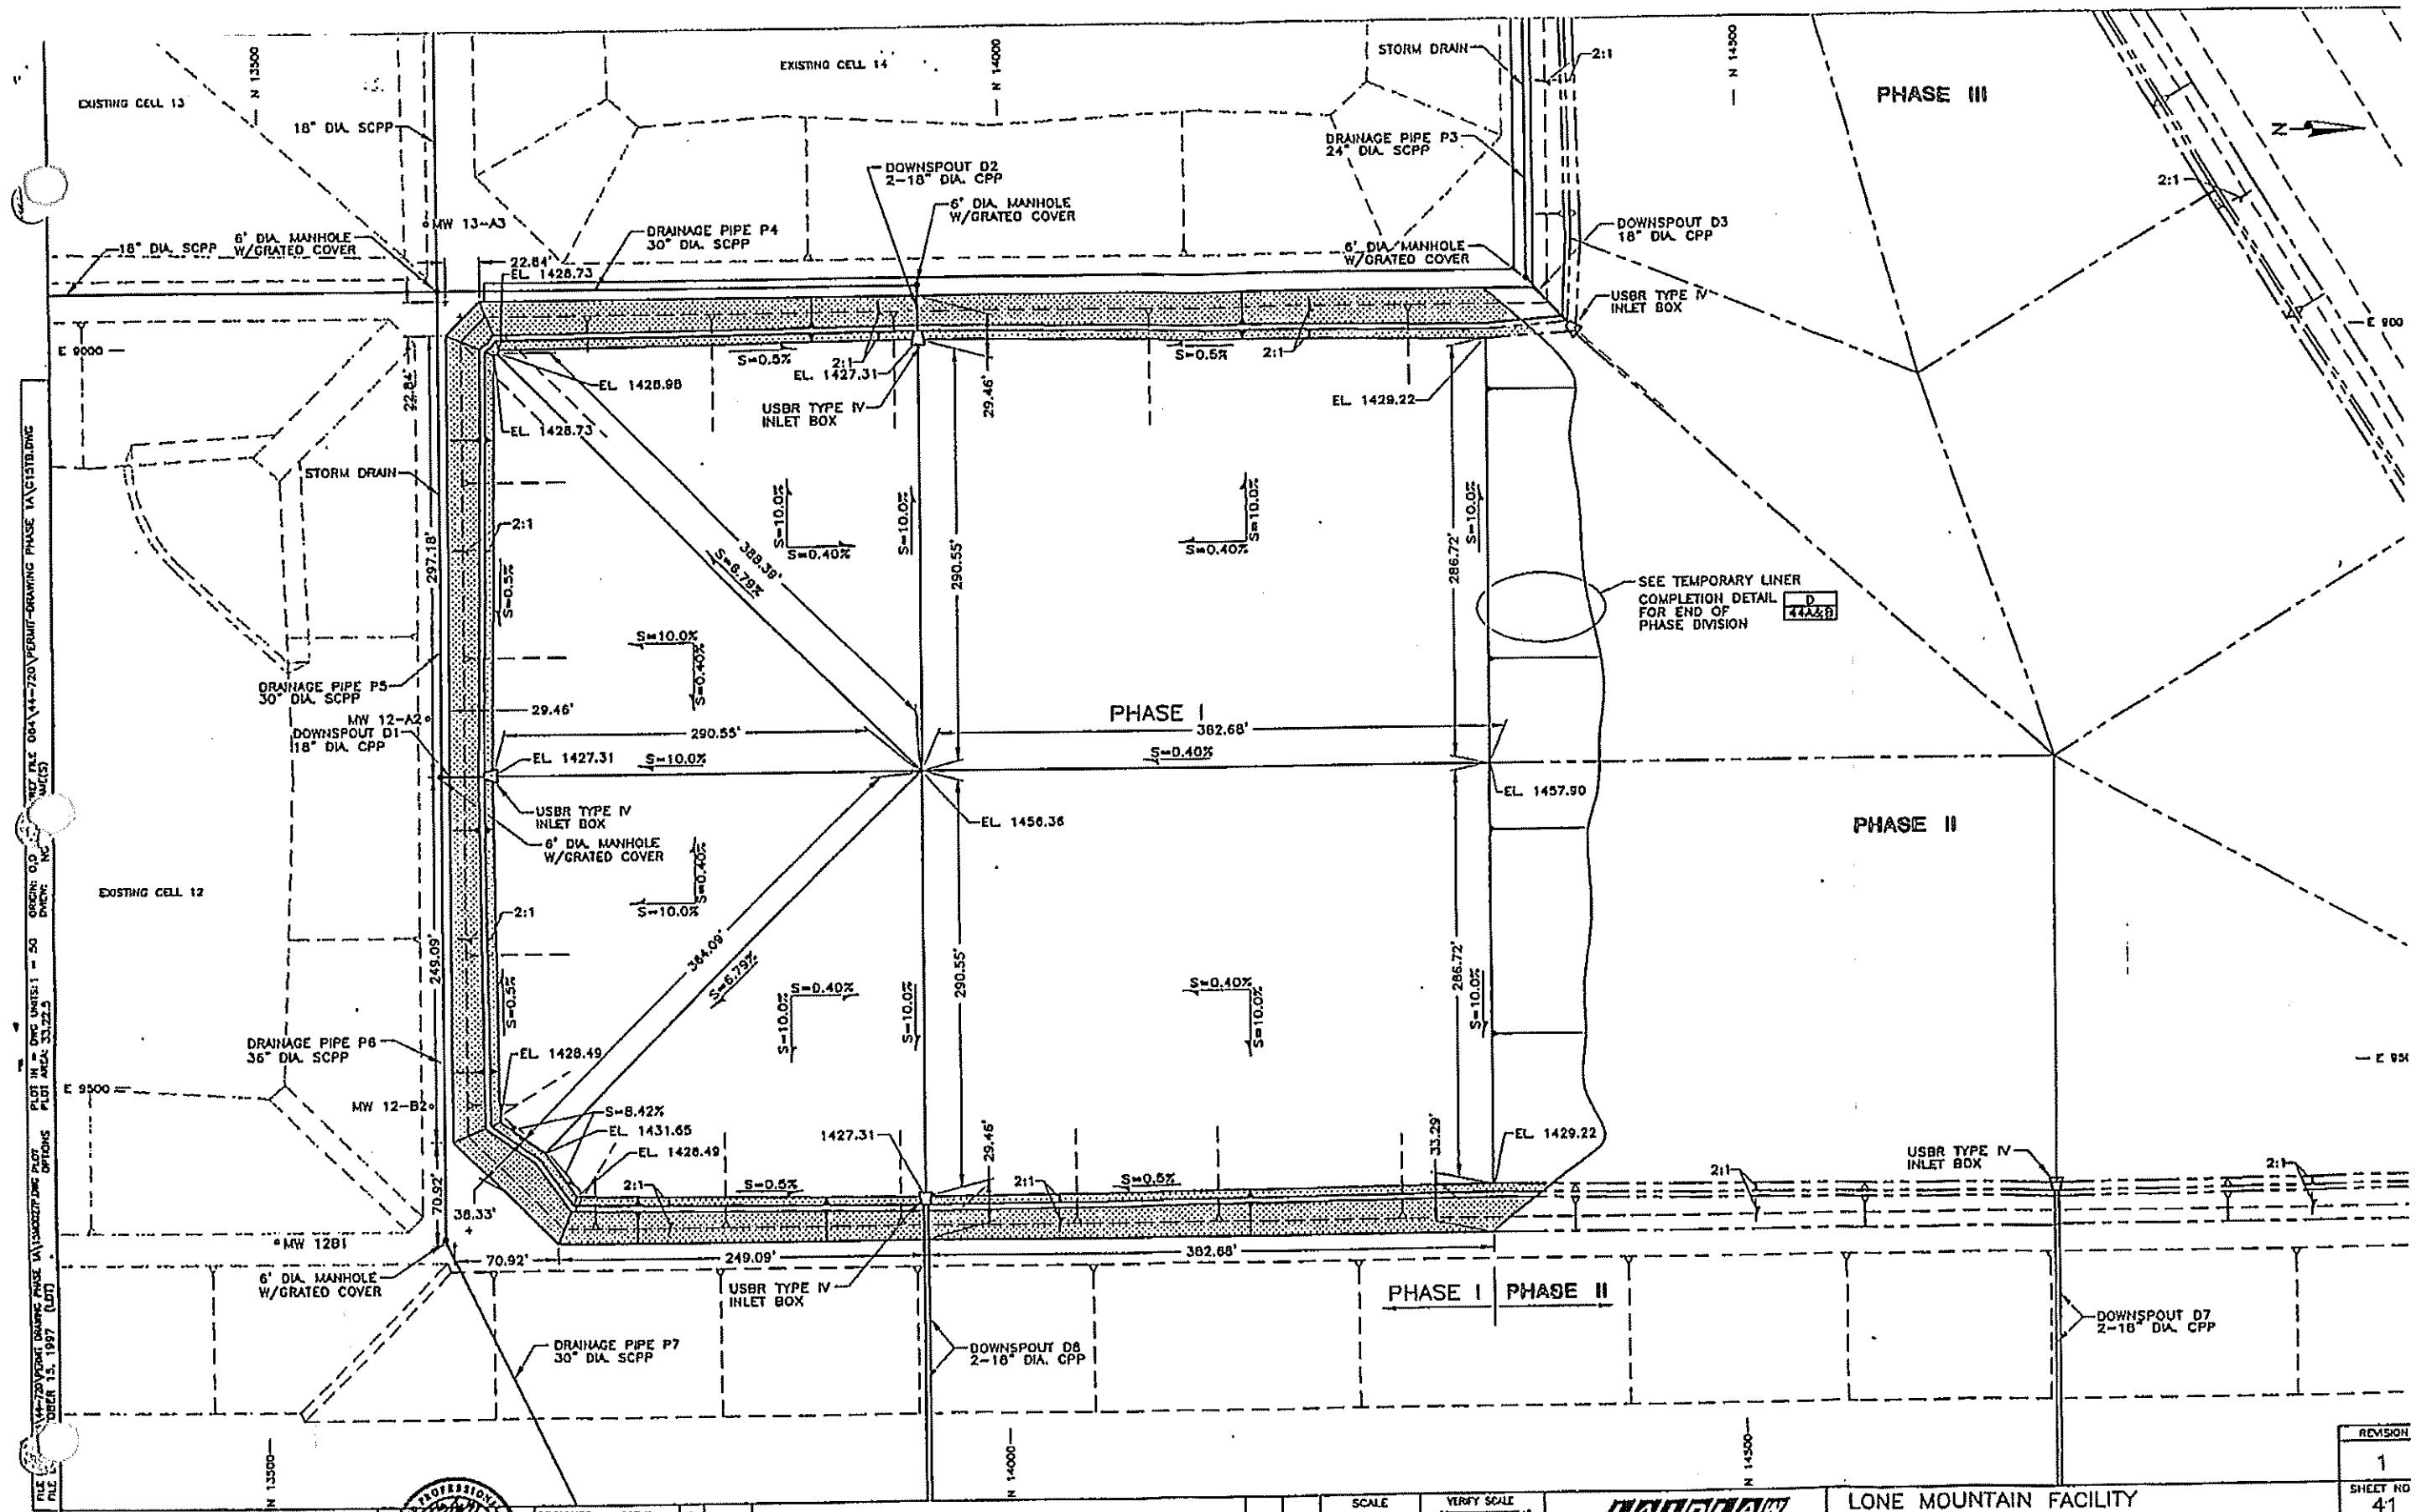 EXISTING CELL 13
N 13500
18" DIA. SCPP
EXISTING CELL 14
N 14000
STORM DRAIN
2:1
N 14500
PHASE III
N
DRAINAGE PIPE P3
24" DIA. SCPP
2:1
DOWNSPOUT D2
2-18" DIA. CPP
6' DIA. MANHOLE
W/GRATED COVER
MW 13-A3
18" DIA. SCPP
6' DIA. MANHOLE
W/GRATED COVER
DRAINAGE PIPE P4
30" DIA. SCPP
DOWNSPOUT D3
18" DIA. CPP
6' DIA. MANHOLE
W/GRATED COVER
22.84'
EL. 1428.73
USBR TYPE IV
INLET BOX
E 900
E 9000
22.84'
S=0.5%
2:1
EL. 1427.31
S=0.5%
2:1
EL. 1428.98
USBR TYPE IV
INLET BOX
29.46'
EL. 1429.22
EL. 1428.73
STORM DRAIN
2:1
297.18'
S=0.5%
S=10.0%
S=0.40%
S=10.0%
388.39'
S=6.79%
290.55'
S=0.40%
S=10.0%
286.72'
S=10.0%
SEE TEMPORARY LINER
COMPLETION DETAIL
FOR END OF
PHASE DIVISION
D
44A&B
S=10.0%
S=0.40%
DRAINAGE PIPE P5
30" DIA. SCPP
29.46'
MW 12-A2
DOWNSPOUT D1
18" DIA. CPP
290.55'
PHASE I
382.68'
EL. 1427.31
S=10.0%
S=0.40%
USBR TYPE IV
INLET BOX
EL. 1456.36
EL. 1457.90
PHASE II
6' DIA. MANHOLE
W/GRATED COVER
S=0.40%
S=10.0%
EXISTING CELL 12
2:1
249.09'
384.09'
S=6.79%
S=0.5%
S=0.40%
S=10.0%
S=10.0%
290.55'
S=0.40%
S=10.0%
286.72'
S=10.0%
DRAINAGE PIPE P6
36" DIA. SCPP
EL. 1428.49
E 9500
MW 12-B2
S=8.42%
EL. 1431.65
EL. 1428.49
1427.31
29.46'
33.29'
EL. 1429.22
USBR TYPE IV
INLET BOX
2:1
S=0.5%
2:1
S=0.5%
2:1
2:1
70.92'
38.33'
MW 12B1
70.92'
249.09'
382.68'
6' DIA. MANHOLE
W/GRATED COVER
USBR TYPE IV
INLET BOX
PHASE I
PHASE II
DRAINAGE PIPE P7
30" DIA. SCPP
DOWNSPOUT D8
2-18" DIA. CPP
DOWNSPOUT D7
2-18" DIA. CPP
N 13500
N 14000
N 14500
REVISION
1
SHEET NO
41
SCALE
VERIFY SCALE
LONE MOUNTAIN FACILITY
PROFESSIONAL